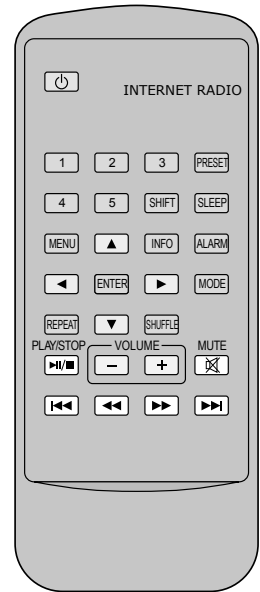 INTERNET RADIO
1 2 3 PRESET
4 5 SHIFT SLEEP
MENU INFO ALARM
ENTER MODE
REPEAT SHUFFLE
PLAY/STOP VOLUME MUTE
− +